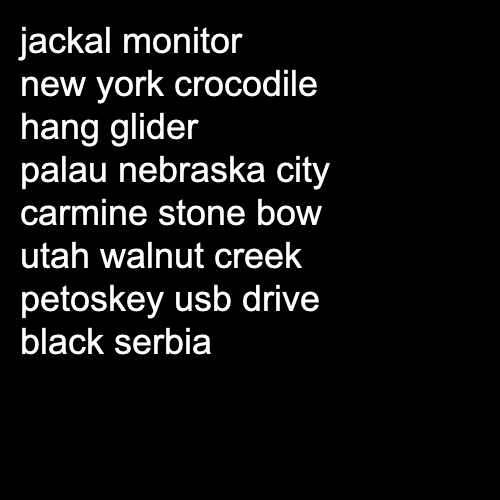 jackal monitor
new york crocodile
hang glider
palau nebraska city
carmine stone bow
utah walnut creek
petoskey usb drive
black serbia